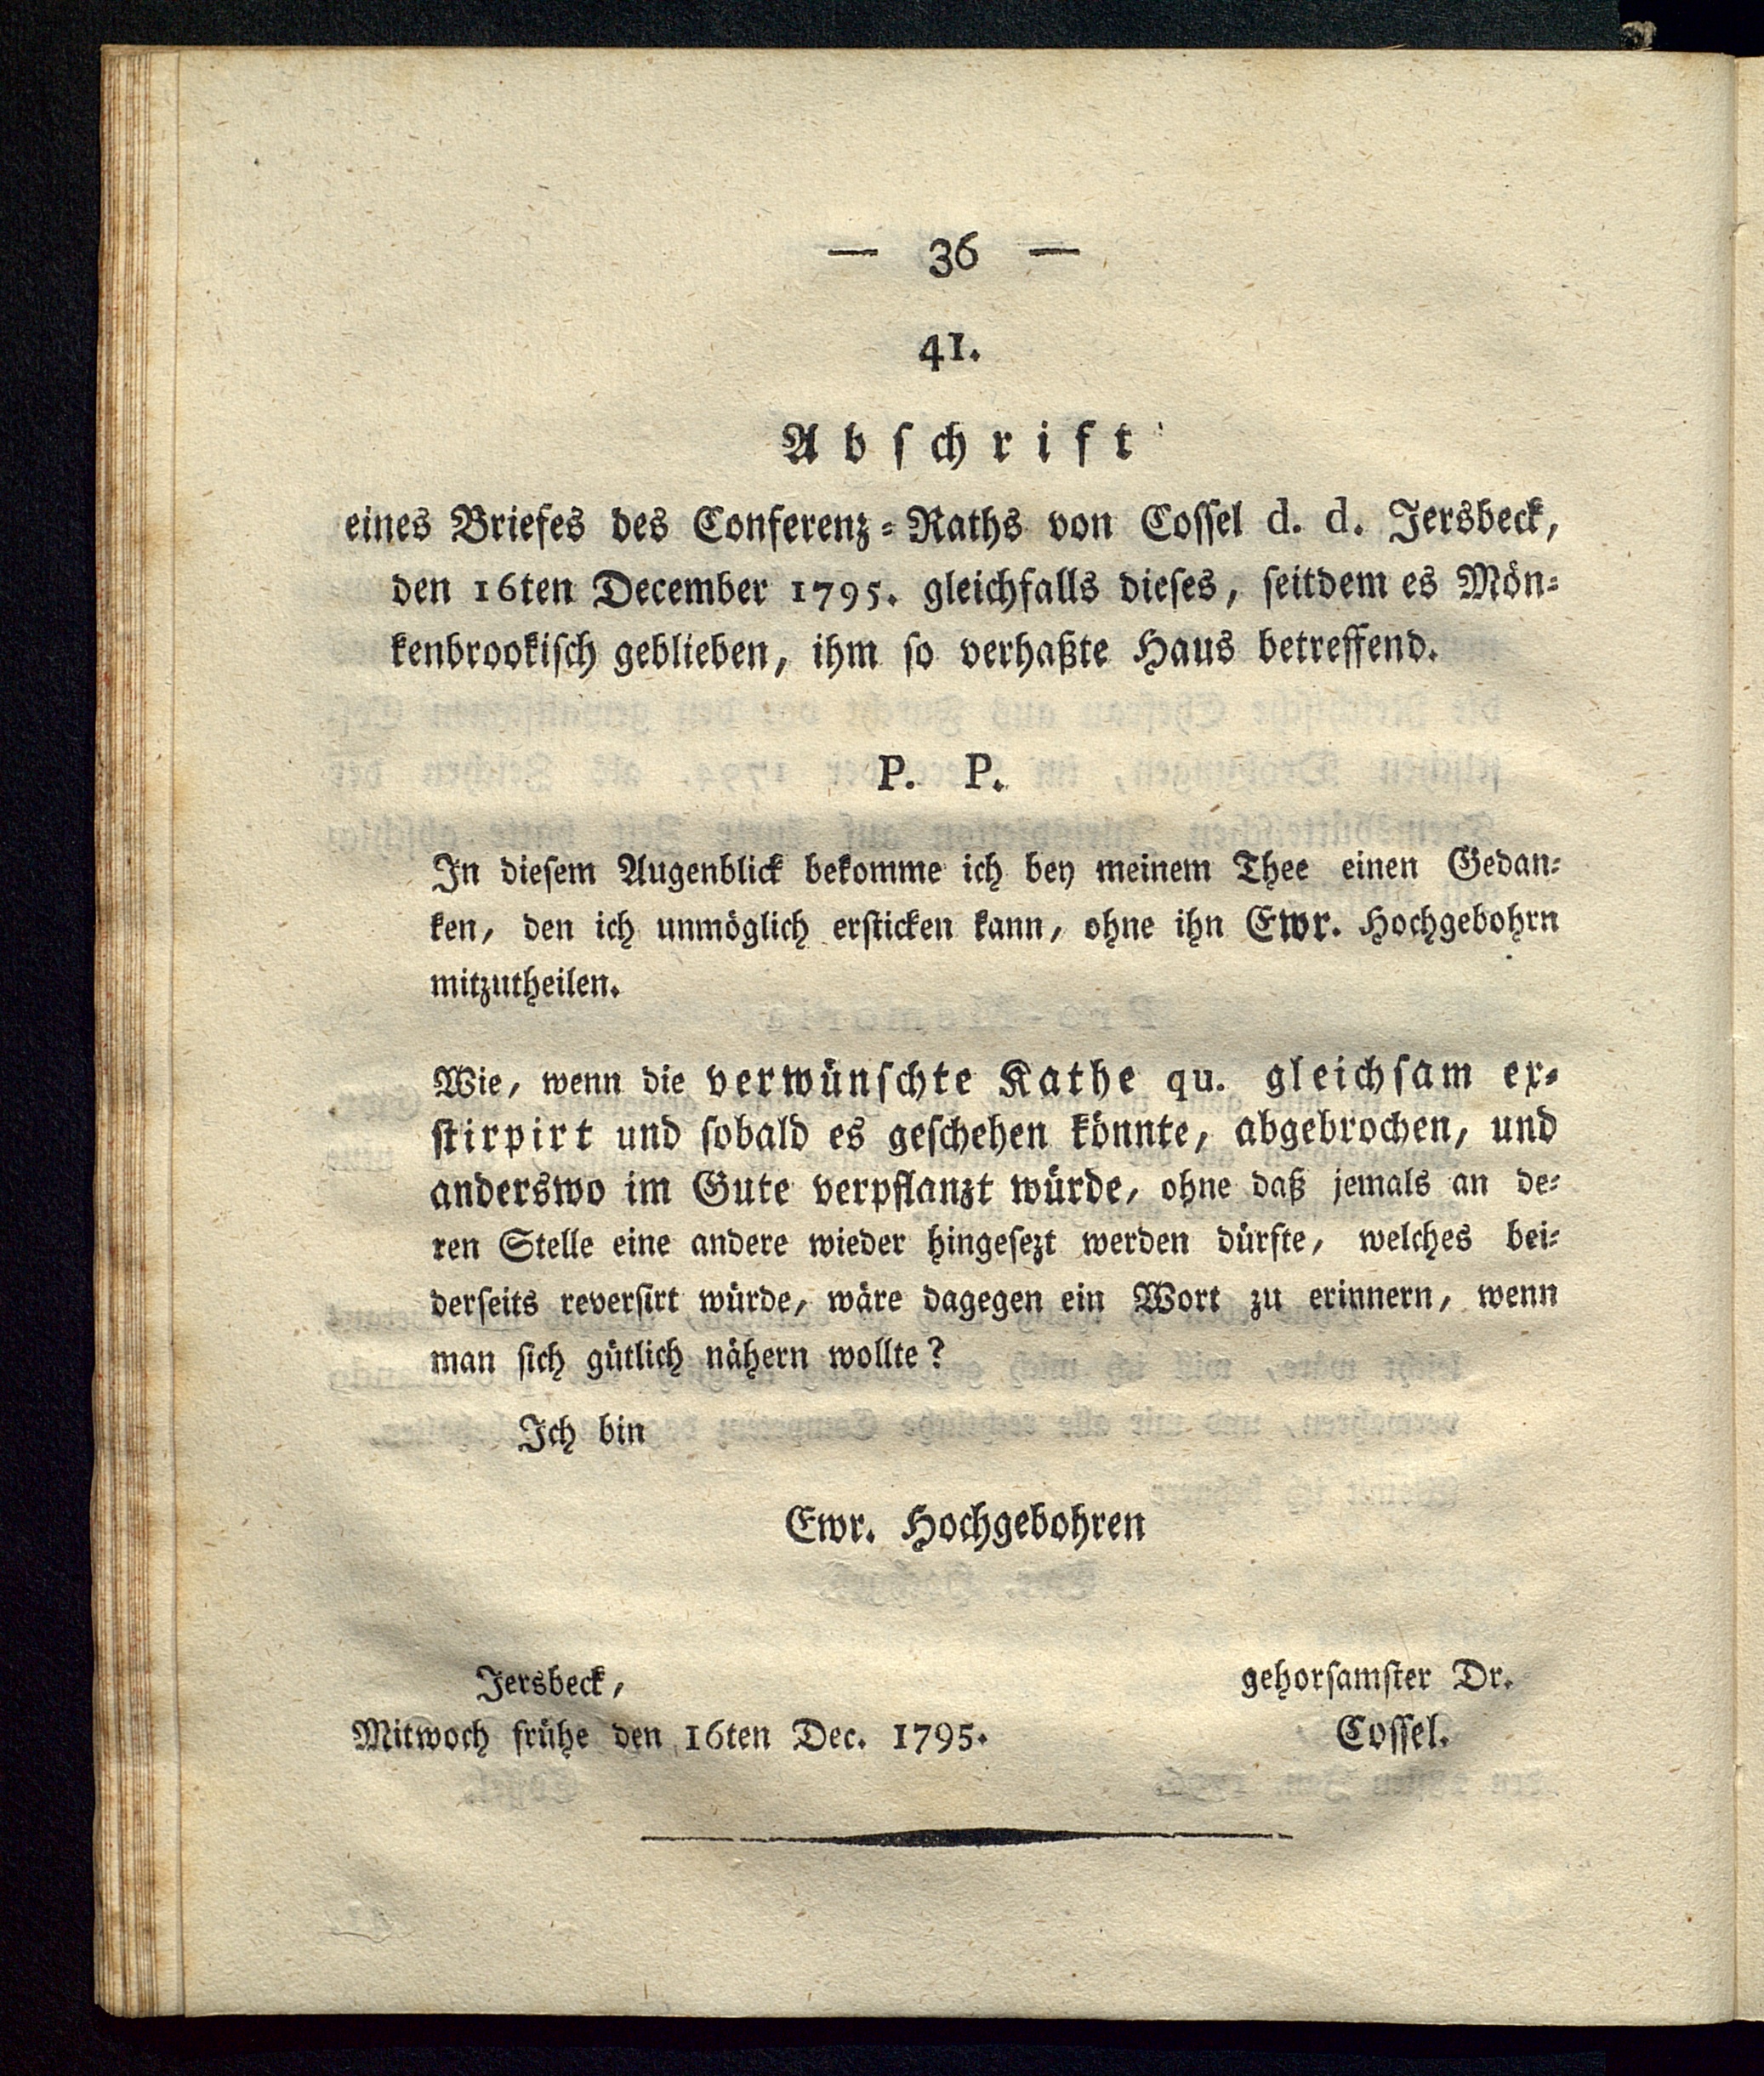 — 36 —
41.
Abschrift
eines Briefes des Conferenz-Raths von Cossel d. d. Jersbeck,
den 16ten December 1795. gleichfalls dieses, seitdem es Mön-
kenbrookisch geblieben, ihm so verhaßte Haus betreffend.
P. P.
In diesem Augenblick bekomme ich bey meinem Thee einen Gedan-
ken, den ich unmöglich ersticken kann, ohne ihn Ewr. Hochgebohrn
mitzutheilen.
Wie, wenn die verwünschte Kathe qu. gleichsam ex-
stirpirt und sobald es geschehen könnte, abgebrochen, und
anderswo im Gute verpflanzt würde, ohne daß jemals an de-
ren Stelle eine andere wieder hingesezt werden dürfte, welches bei-
derseits reversirt würde, wäre dagegen ein Wort zu erinnern, wenn
man sich gütlich nähern wollte?
Ich bin
Ewr. Hochgebohren
Jersbeck, gehorsamster Dr.
Mitwoch frühe den 16ten Dec. 1795. Cossel.